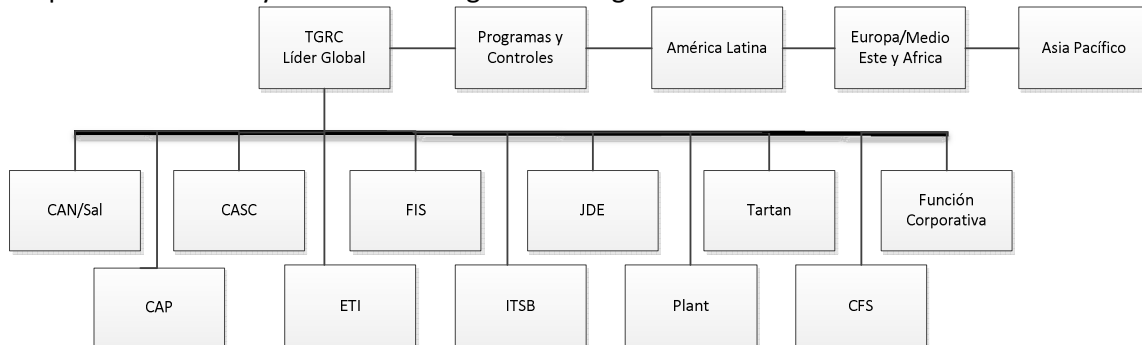 TGRC
Líder Global
Programas y
Controles
América Latina
Europa/Medio
Este y Africa
Asia Pacífico
CAN/Sal
CASC
FIS
JDE
Tartan
Función
Corporativa
CAP
ETI
ITSB
Plant
CFS